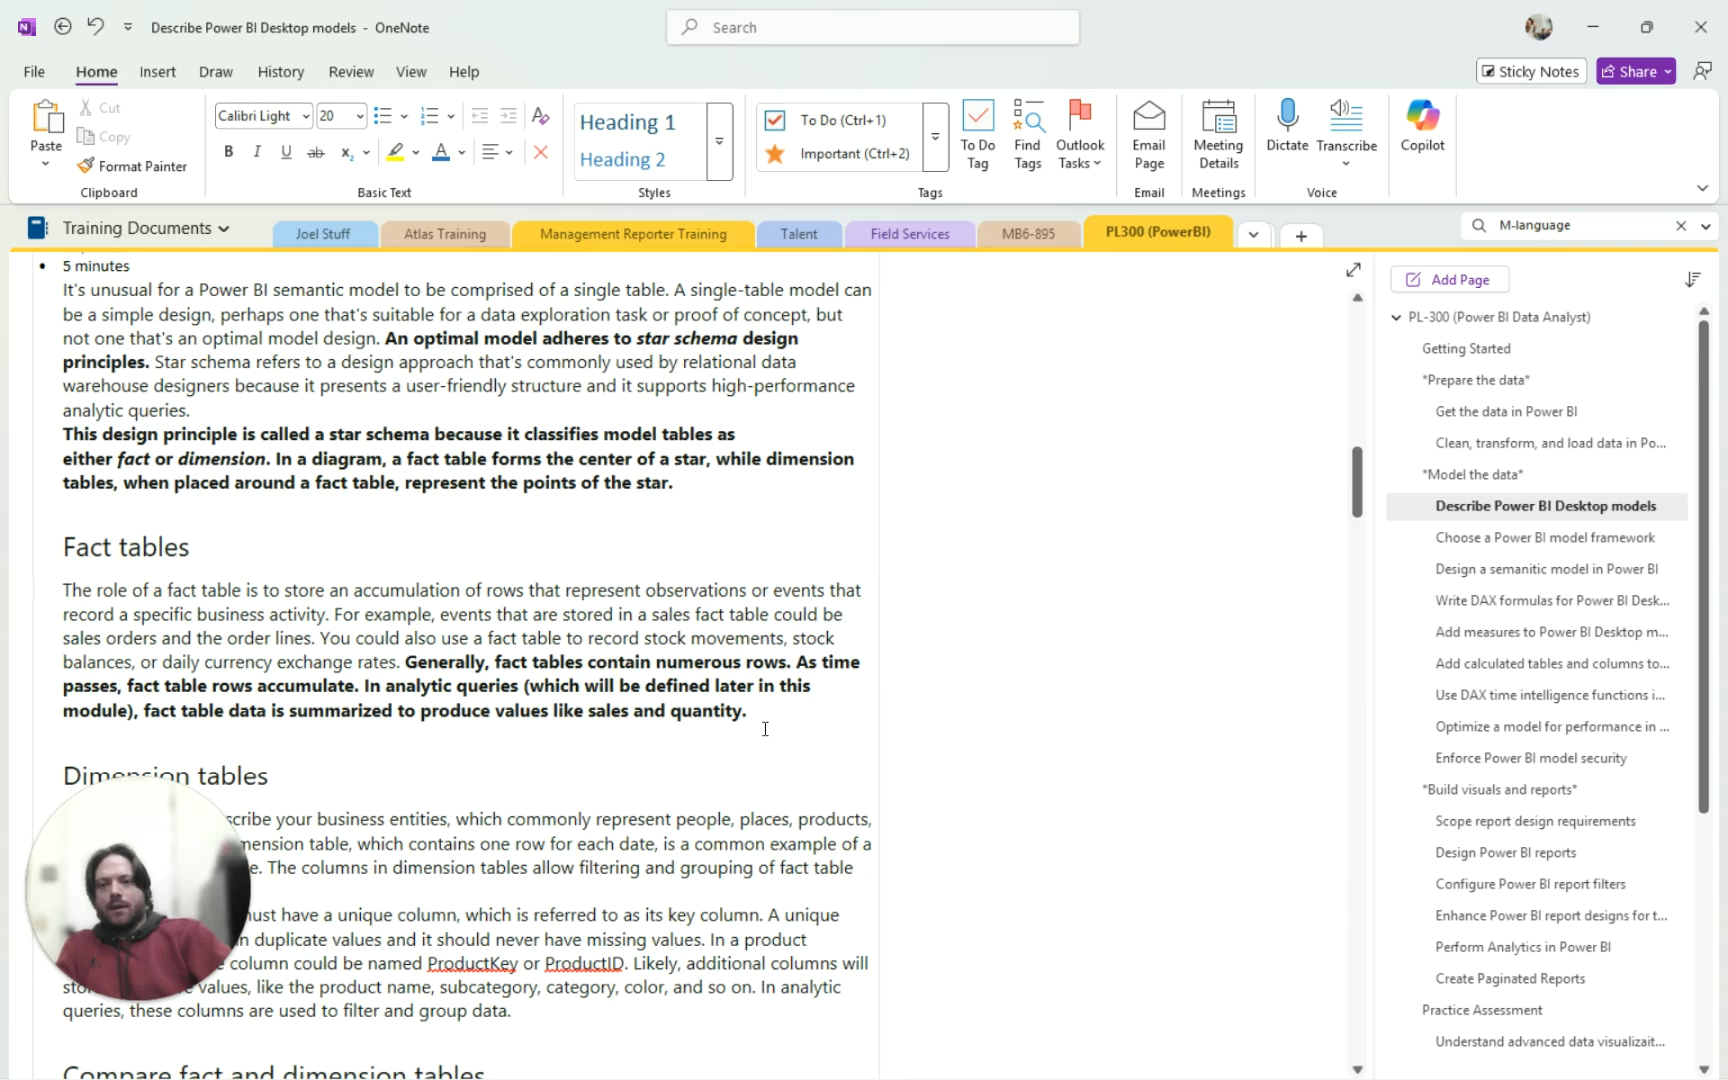 Describe Power BI Desktop models - OneNote
Search
File Home Insert Draw History Review View Help
Sticky Notes Share
Paste
Cut
Copy
Format Painter
Clipboard
Calibri Light 20
Basic Text
Heading 1
Heading 2
Styles
To Do (Ctrl+1)
Important (Ctrl+2)
Tags
To Do Tag
Find Tags
Outlook Tasks
Email Page
Email
Meeting Details
Meetings
Dictate
Transcribe
Voice
Copilot
Training Documents
Joel Stuff
Atlas Training
Management Reporter Training
Talent
Field Services
MB6-895
PL300 (PowerBI)
M-language
• 5 minutes
It's unusual for a Power BI semantic model to be comprised of a single table. A single-table model can
be a simple design, perhaps one that's suitable for a data exploration task or proof of concept, but
not one that's an optimal model design. An optimal model adheres to star schema design
principles. Star schema refers to a design approach that's commonly used by relational data
warehouse designers because it presents a user-friendly structure and it supports high-performance
analytic queries.
This design principle is called a star schema because it classifies model tables as
either fact or dimension. In a diagram, a fact table forms the center of a star, while dimension
tables, when placed around a fact table, represent the points of the star.
Fact tables
The role of a fact table is to store an accumulation of rows that represent observations or events that
record a specific business activity. For example, events that are stored in a sales fact table could be
sales orders and the order lines. You could also use a fact table to record stock movements, stock
balances, or daily currency exchange rates. Generally, fact tables contain numerous rows. As time
passes, fact table rows accumulate. In analytic queries (which will be defined later in this
module), fact table data is summarized to produce values like sales and quantity.
Dimension tables
scribe your business entities, which commonly represent people, places, products,
mension table, which contains one row for each date, is a common example of a
e. The columns in dimension tables allow filtering and grouping of fact table
must have a unique column, which is referred to as its key column. A unique
n duplicate values and it should never have missing values. In a product
column could be named ProductKey or ProductID. Likely, additional columns will
sto values, like the product name, subcategory, category, color, and so on. In analytic
queries, these columns are used to filter and group data.
Compare fact and dimension tables
Add Page
PL-300 (Power BI Data Analyst)
Getting Started
*Prepare the data*
Get the data in Power BI
Clean, transform, and load data in Po...
*Model the data*
Describe Power BI Desktop models
Choose a Power BI model framework
Design a semantic model in Power BI
Write DAX formulas for Power BI Desk...
Add measures to Power BI Desktop m...
Add calculated tables and columns to...
Use DAX time intelligence functions i...
Optimize a model for performance in ...
Enforce Power BI model security
*Build visuals and reports*
Scope report design requirements
Design Power BI reports
Configure Power BI report filters
Enhance Power BI report designs for t...
Perform Analytics in Power BI
Create Paginated Reports
Practice Assessment
Understand advanced data visualizait...